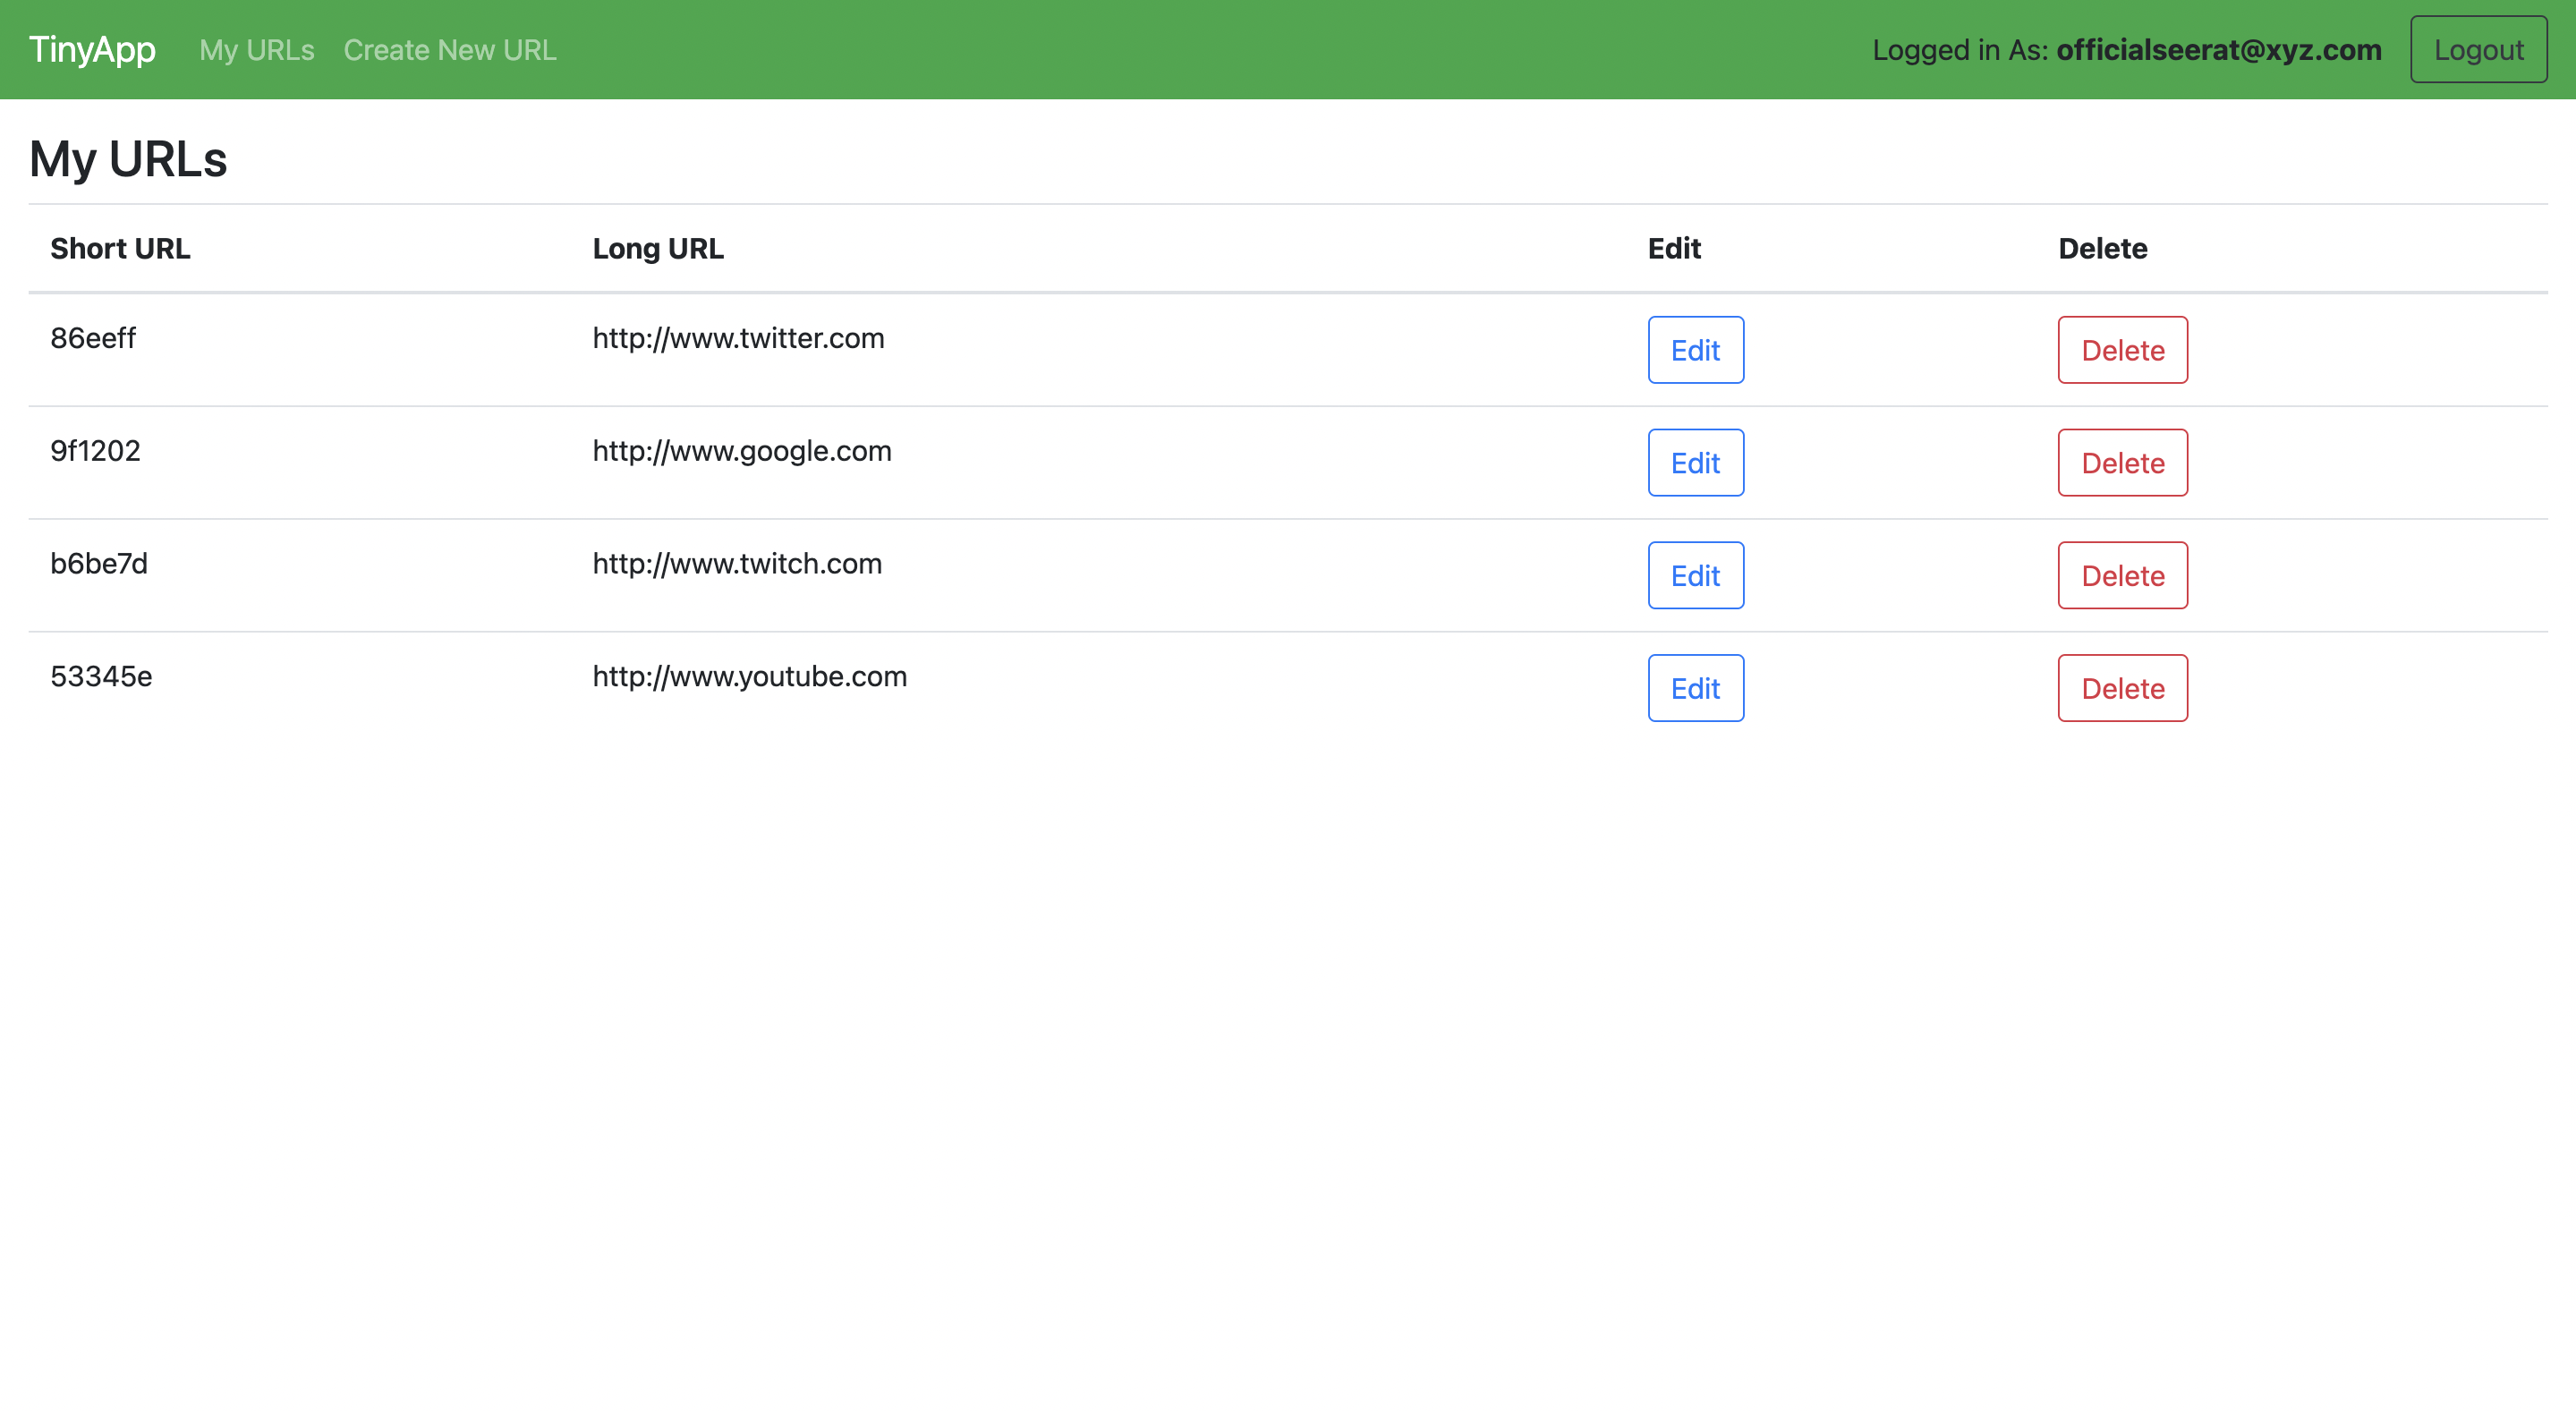 TinyApp My URLs Create New URL Logged in As: officialseerat@xyz.com Logout
My URLs
Short URL Long URL Edit Delete
86eeff http://www.twitter.com Edit Delete
9f1202 http://www.google.com Edit Delete
b6be7d http://www.twitch.com Edit Delete
53345e http://www.youtube.com Edit Delete